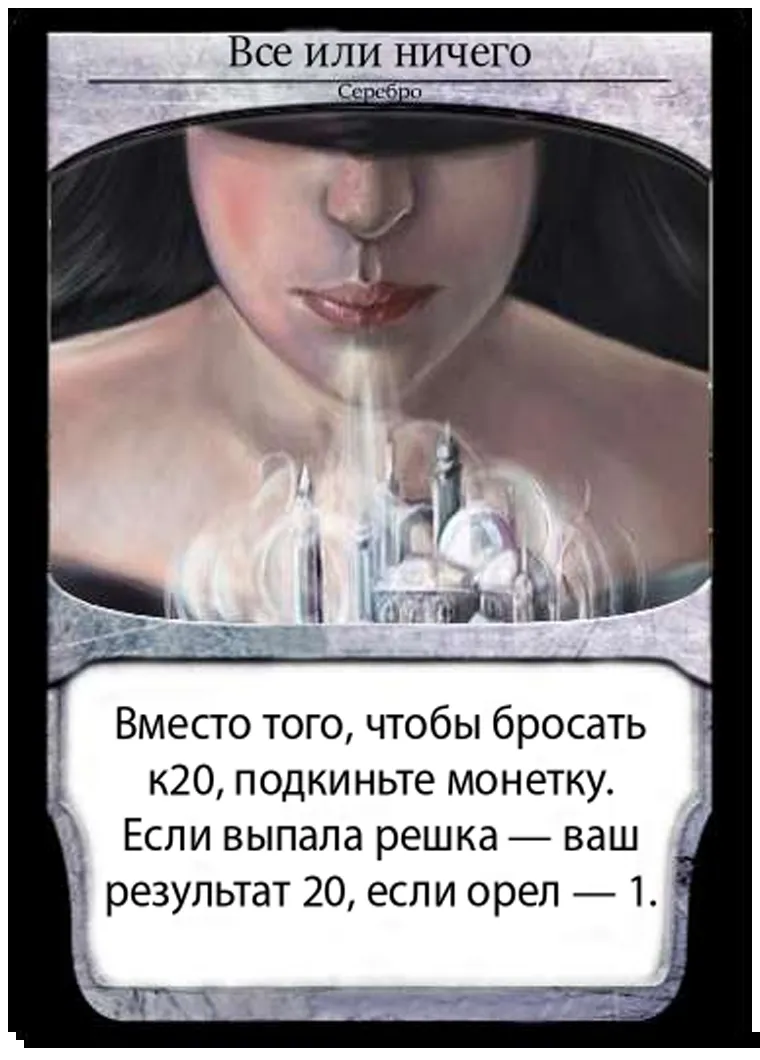 Все или ничего
Серебро
Вместо того, чтобы бросать
к20, подкиньте монетку.
Если выпала решка — ваш
результат 20, если орел — 1.